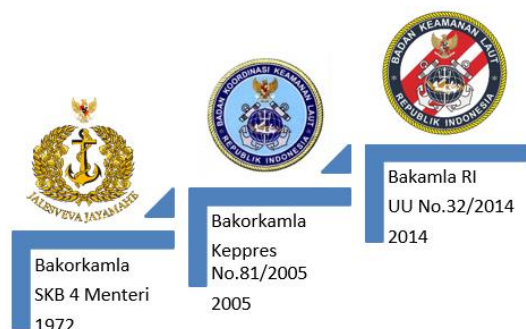 JALESVEVA JAYAMAHE
Bakorkamla
SKB 4 Menteri
1972
BADAN KOORDINASI KEAMANAN LAUT
REPUBLIK INDONESIA
Bakorkamla
Keppres
No.81/2005
2005
BADAN KEAMANAN LAUT
REPUBLIK INDONESIA
Bakamla RI
UU No.32/2014
2014